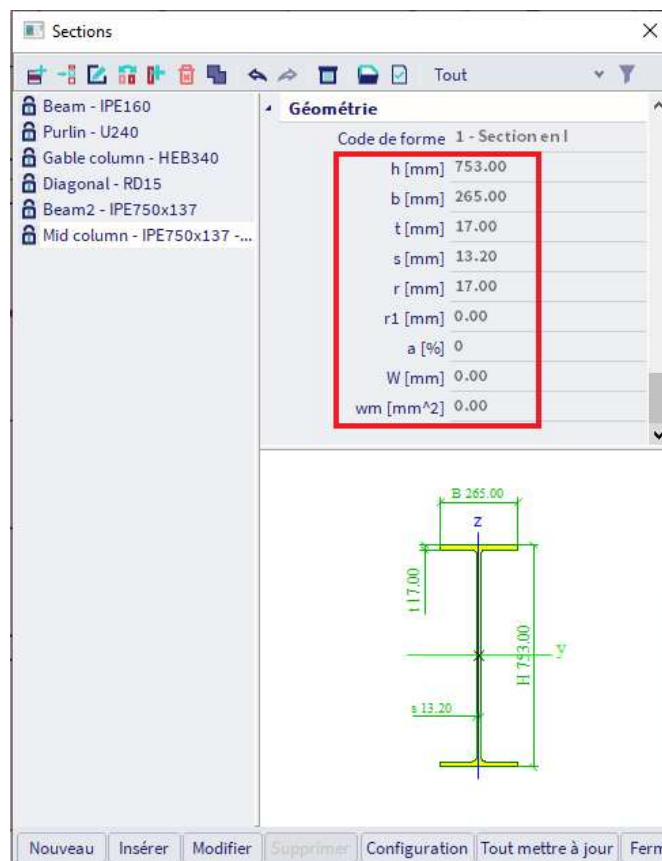 Sections
Tout
Beam - IPE160
Purlin - U240
Gable column - HEB340
Diagonal - RD15
Beam2 - IPE750x137
Mid column - IPE750x137 -...
Géométrie
Code de forme 1 - Section en I
h [mm] 753.00
b [mm] 265.00
t [mm] 17.00
s [mm] 13.20
r [mm] 17.00
r1 [mm] 0.00
a [%] 0
W [mm] 0.00
wm [mm^2] 0.00
B 265.00
z
t 17.00
H 753.00
y
s 13.20
Nouveau Insérer Modifier Supprimer Configuration Tout mettre à jour Ferm